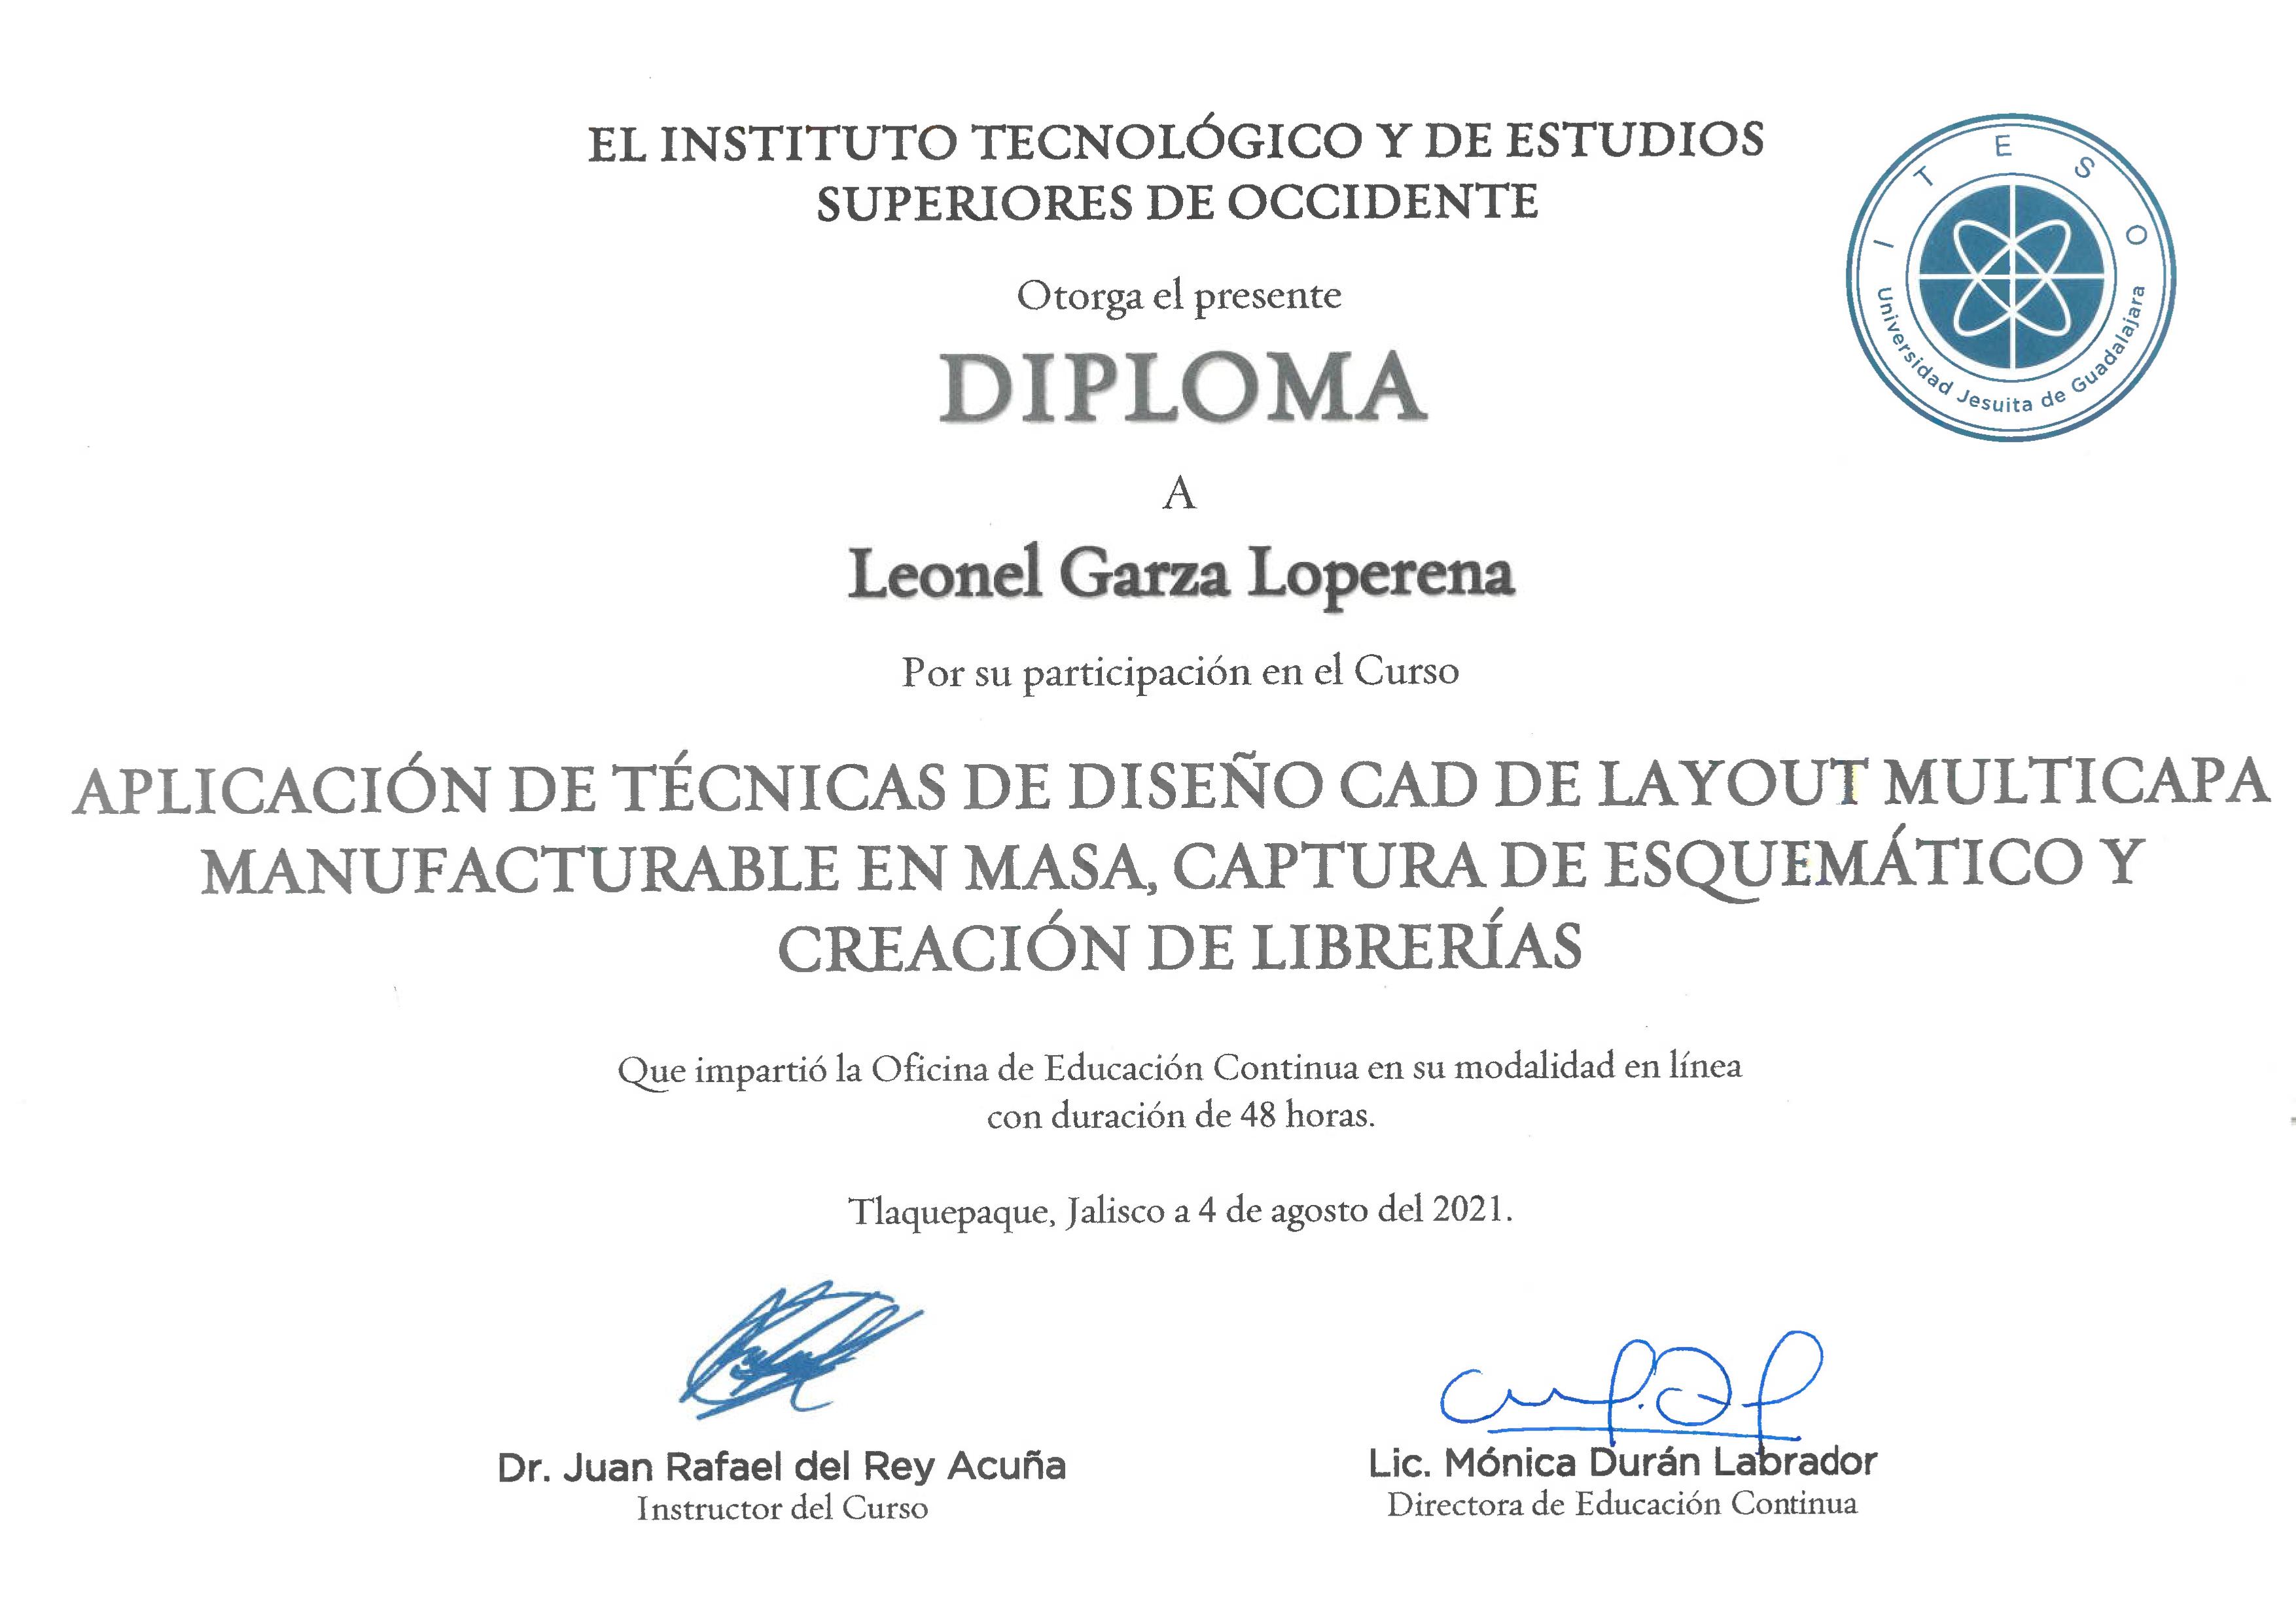 EL INSTITUTO TECNOLÓGICO Y DE ESTUDIOS
SUPERIORES DE OCCIDENTE
ITESO
Universidad Jesuita de Guadalajara
Otorga el presente
DIPLOMA
A
Leonel Garza Loperena
Por su participación en el Curso
APLICACIÓN DE TÉCNICAS DE DISEÑO CAD DE LAYOUT MULTICAPA
MANUFACTURABLE EN MASA, CAPTURA DE ESQUEMÁTICO Y
CREACIÓN DE LIBRERÍAS
Que impartió la Oficina de Educación Continua en su modalidad en línea
con duración de 48 horas.
Tlaquepaque, Jalisco a 4 de agosto del 2021.
Dr. Juan Rafael del Rey Acuña
Instructor del Curso
Lic. Mónica Durán Labrador
Directora de Educación Continua